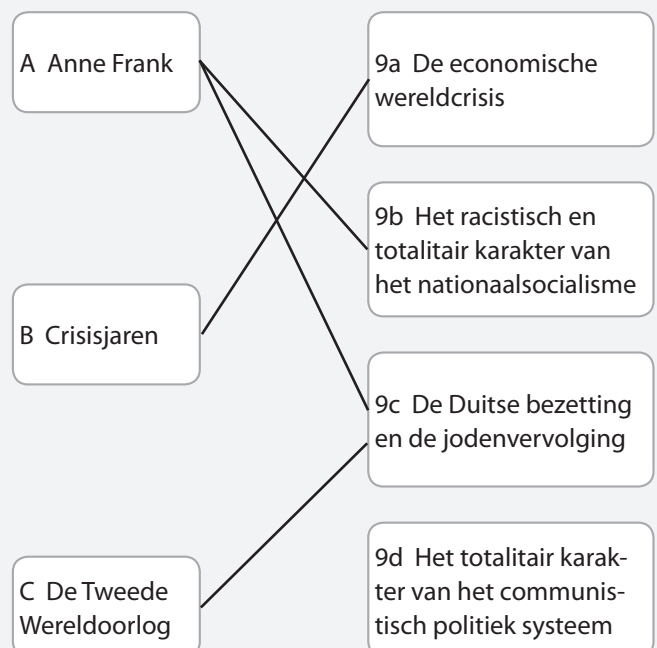 A Anne Frank
B Crisisjaren
C De Tweede
Wereldoorlog
9a De economische
wereldcrisis
9b Het racistisch en
totalitair karakter van
het nationaalsocialisme
9c De Duitse bezetting
en de jodenvervolging
9d Het totalitair karak-
ter van het communis-
tisch politiek systeem